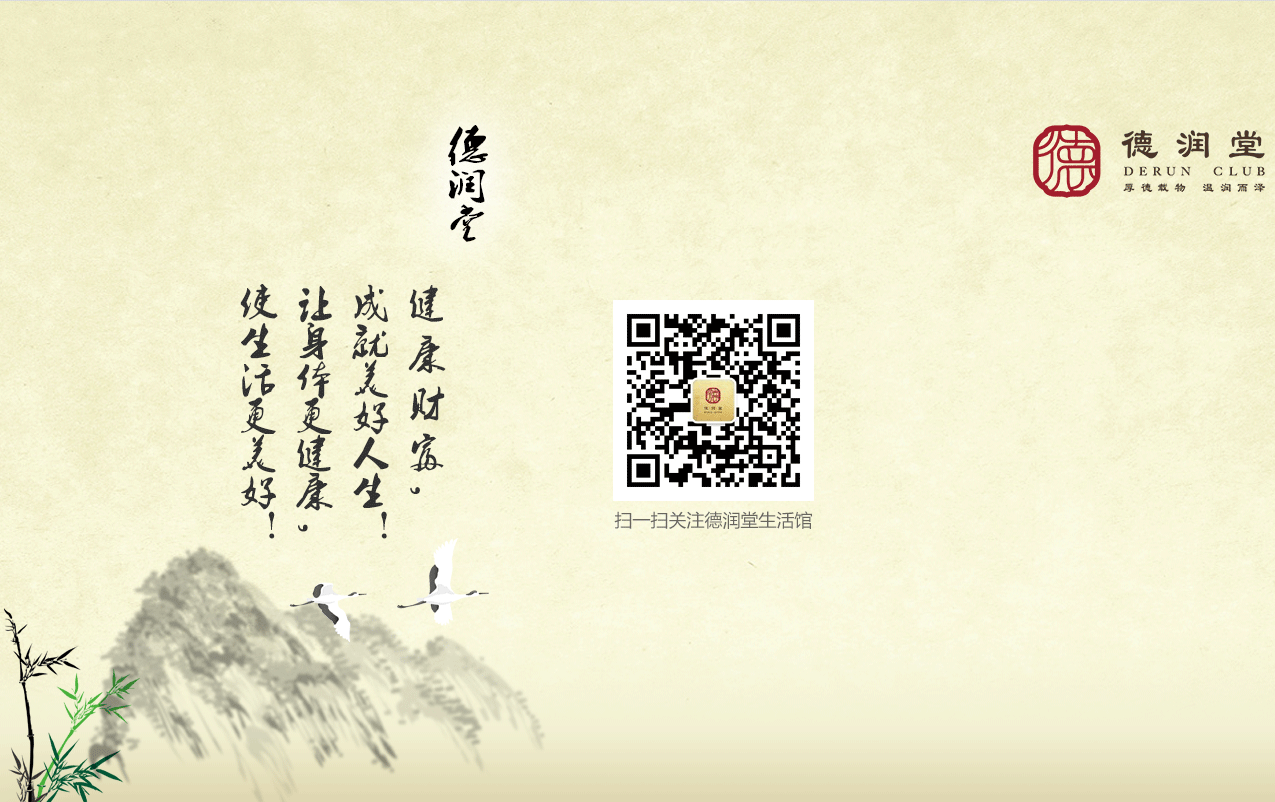 德润堂
健康财富。
成就美好人生！
让身体更健康。
使生活更美好！
扫一扫关注德润堂生活馆
德
德润堂
DERUN CLUB
厚德载物 温润而泽